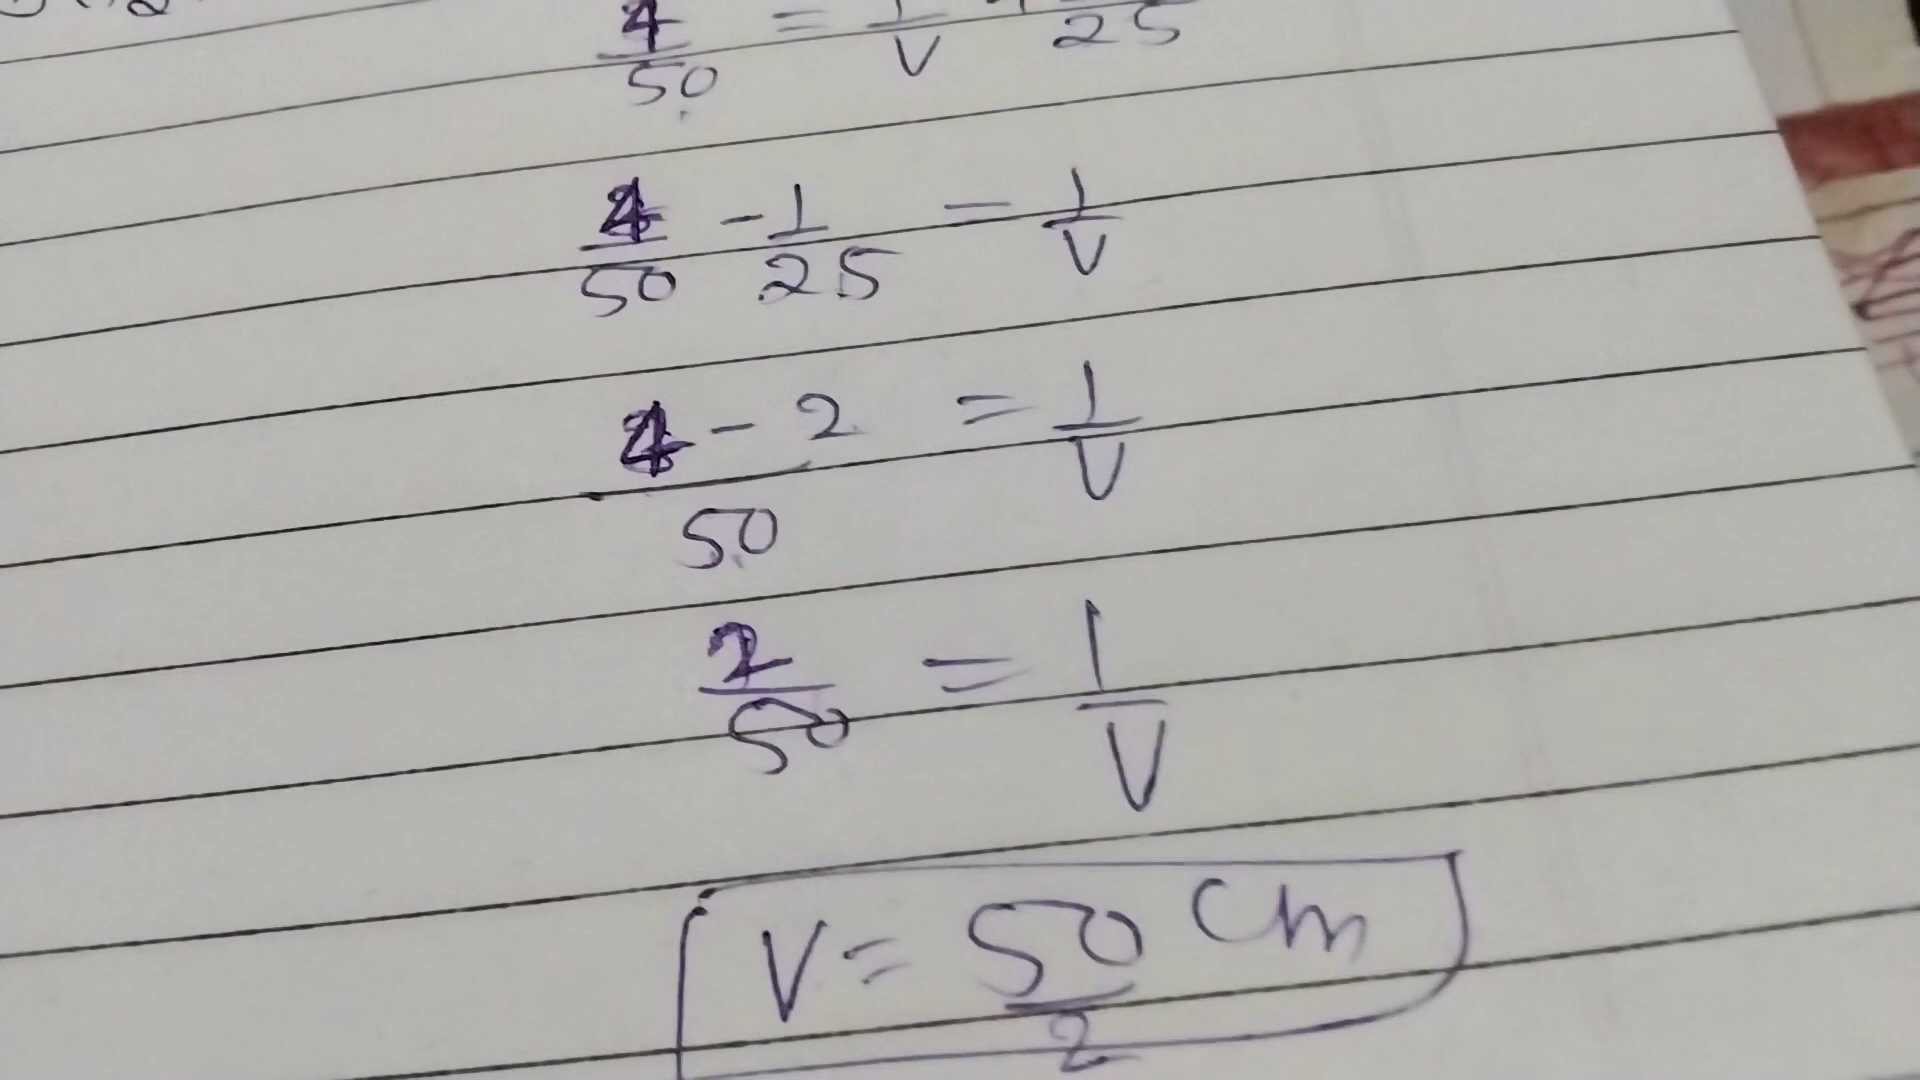 4/50 = 1/V + 1/25
4/50 - 1/25 = 1/V
4 - 2/50 = 1/V
2/50 = 1/V
V = 50/2 cm